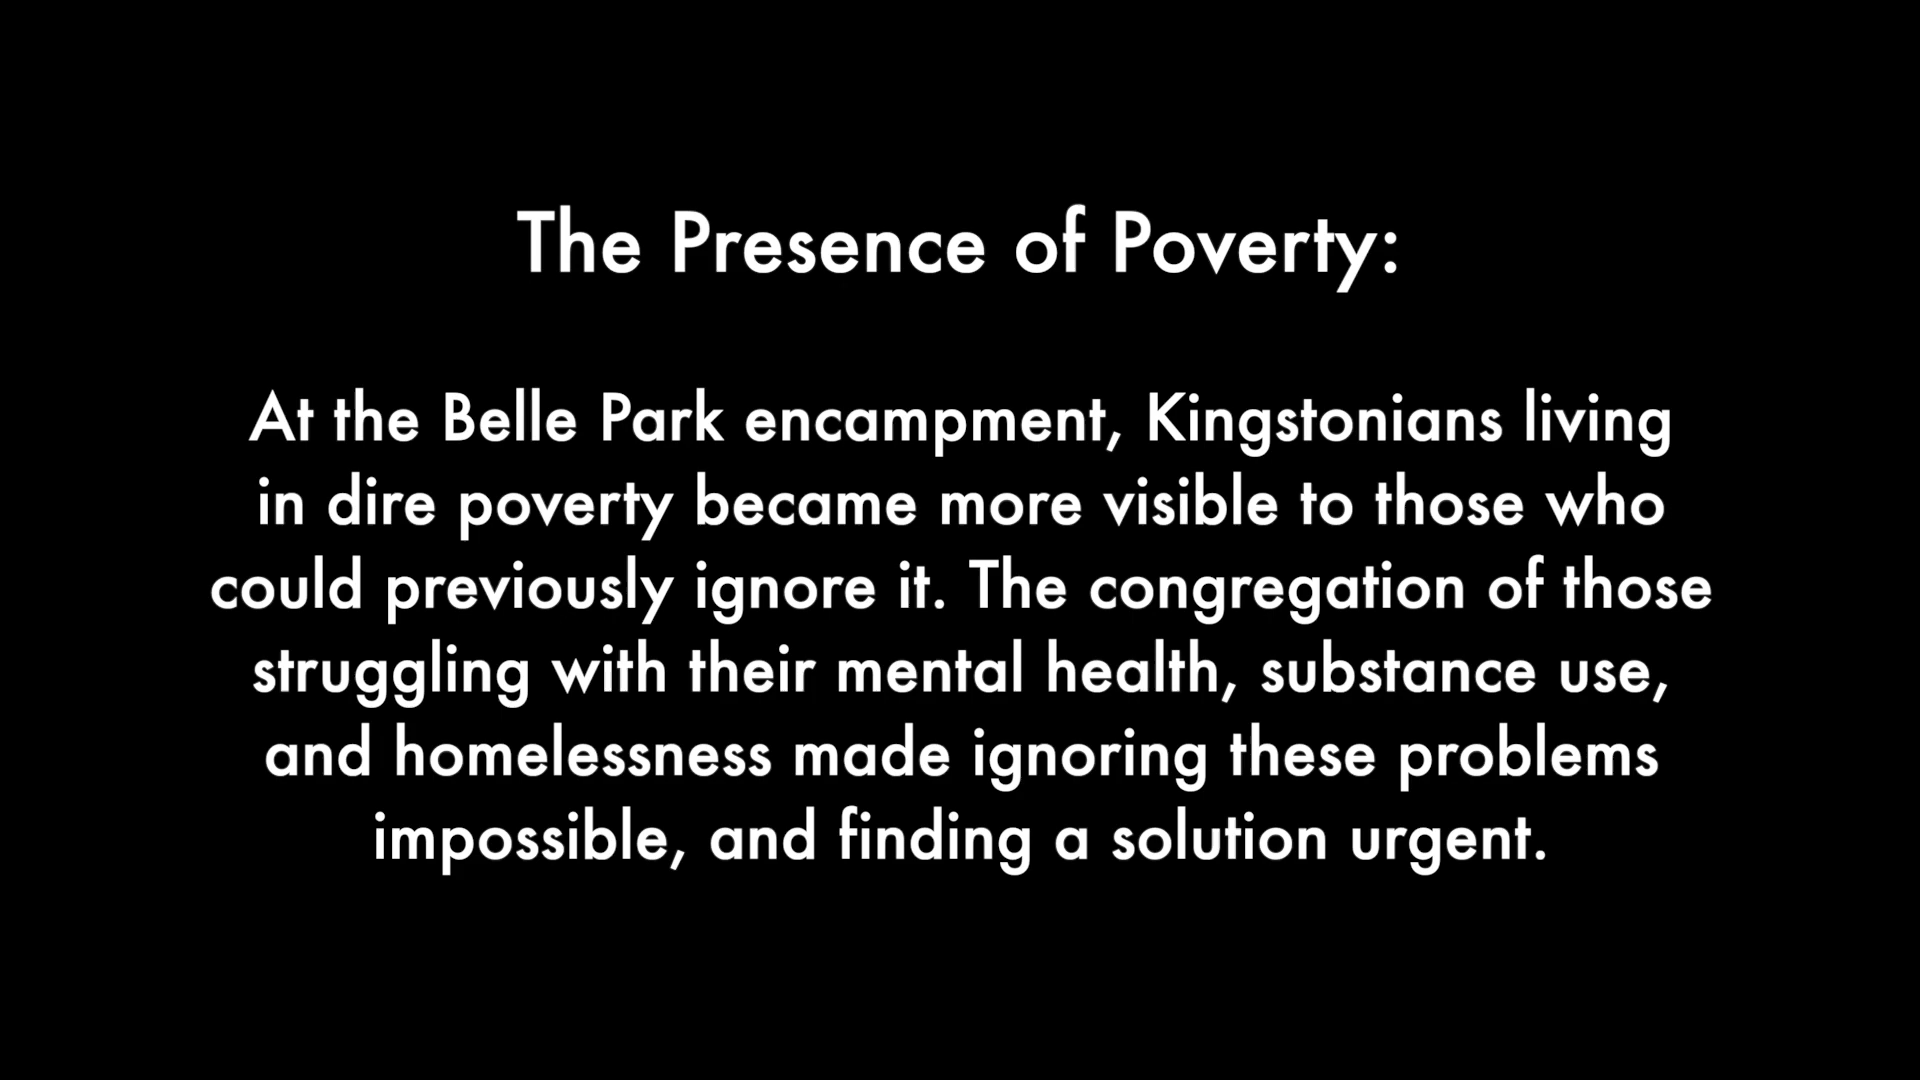 The Presence of Poverty:
At the Belle Park encampment, Kingstonians living
in dire poverty became more visible to those who
could previously ignore it. The congregation of those
struggling with their mental health, substance use,
and homelessness made ignoring these problems
impossible, and finding a solution urgent.